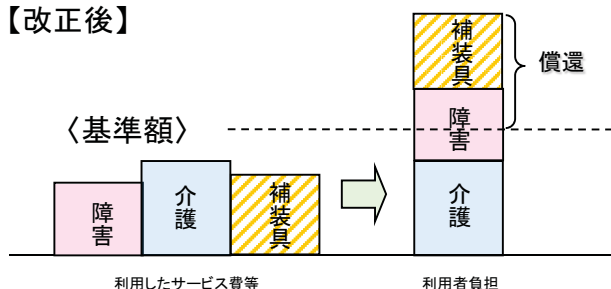 【改正後】
補装具
償還
〈基準額〉
障害
障害
介護
補装具
介護
利用したサービス費等
利用者負担